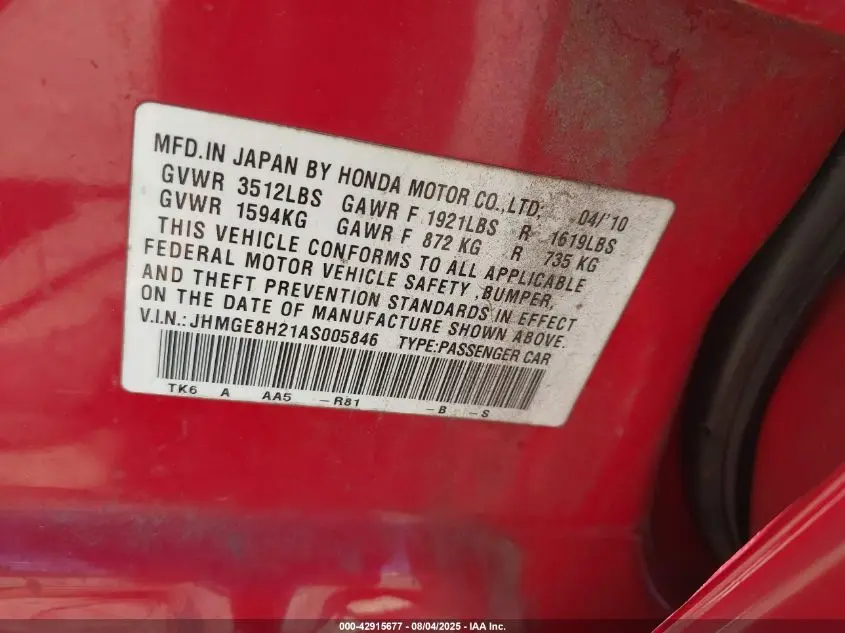 MFD.IN JAPAN BY HONDA MOTOR CO.,LTD; 04/'10
GVWR 3512LBS GAWR F 1921LBS R 1619LBS
GVWR 1594KG GAWR F 872 KG R 735 KG
THIS VEHICLE CONFORMS TO ALL APPLICABLE
FEDERAL MOTOR VEHICLE SAFETY ,BUMPER,
AND THEFT PREVENTION STANDARDS IN EFFECT
ON THE DATE OF MANUFACTURE SHOWN ABOVE.
V.I.N.:JHMGE8H21AS005846 TYPE:PASSENGER CAR
TK6 A AA5 –R81 –B –S
000-42915677 - 08/04/2025 - IAA Inc.